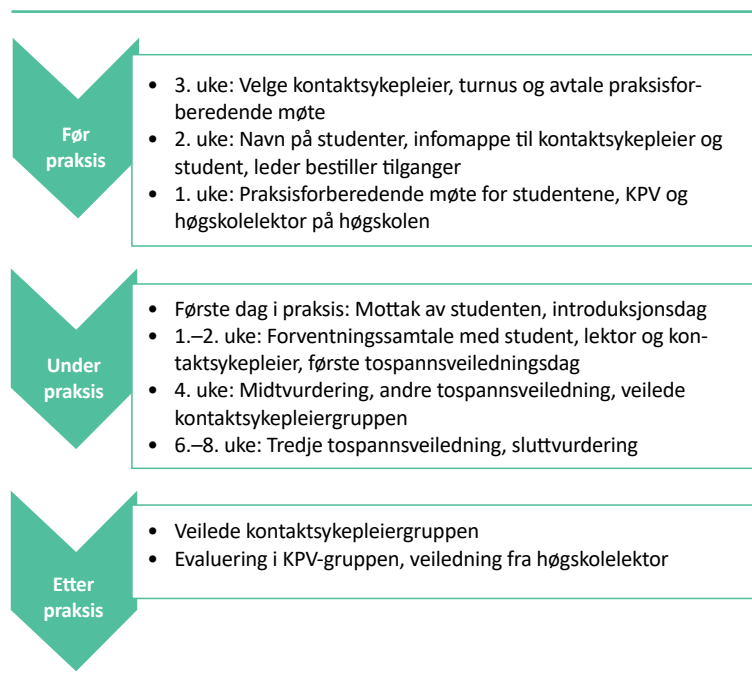 Før
praksis
• 3. uke: Velge kontaktsykepleier, turnus og avtale praksisfor-
beredende møte
• 2. uke: Navn på studenter, infomappe til kontaktsykepleier og
student, leder bestiller tilganger
• 1. uke: Praksisforberedende møte for studentene, KPV og
høgskolelektor på høgskolen
Under
praksis
• Første dag i praksis: Mottak av studenten, introduksjonsdag
• 1.–2. uke: Forventningssamtale med student, lektor og kon-
taktsykepleier, første tospannsveiledningsdag
• 4. uke: Midtvurdering, andre tospannsveiledning, veilede
kontaktsykepleiergruppen
• 6.–8. uke: Tredje tospannsveiledning, sluttvurdering
Etter
praksis
• Veilede kontaktsykepleiergruppen
• Evaluering i KPV-gruppen, veiledning fra høgskolelektor